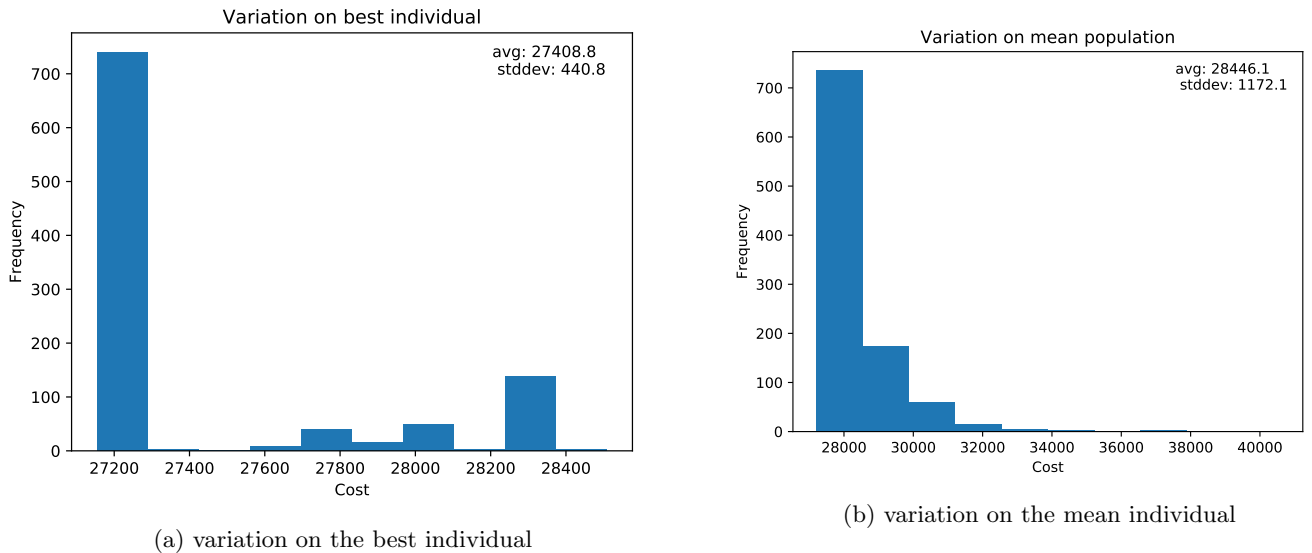 Variation on best individual
avg: 27408.8
stddev: 440.8
Frequency
700
600
500
400
300
200
100
0
27200 27400 27600 27800 28000 28200 28400
Cost
(a) variation on the best individual
Variation on mean population
avg: 28446.1
stddev: 1172.1
Frequency
700
600
500
400
300
200
100
0
28000 30000 32000 34000 36000 38000 40000
Cost
(b) variation on the mean individual